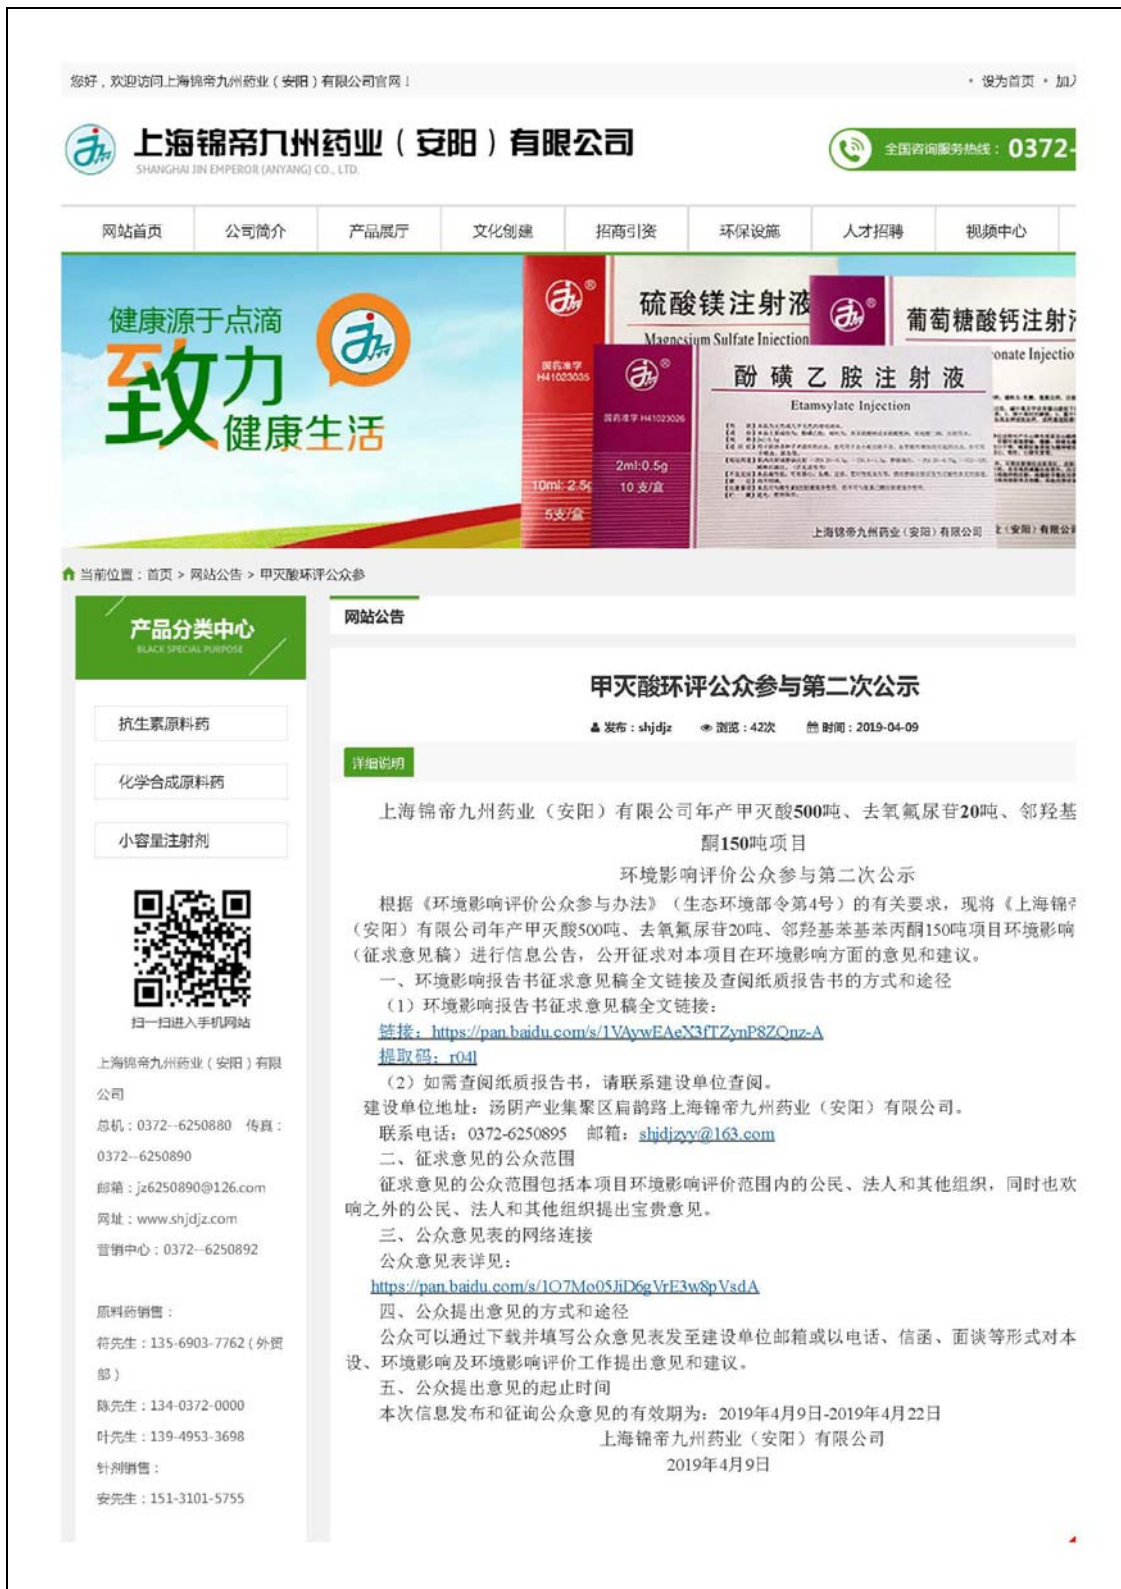 您好，欢迎访问上海锦帝九州药业（安阳）有限公司官网！
• 设为首页 • 加入
上海锦帝九州药业（安阳）有限公司
SHANGHAI JIN EMPEROR (ANYANG) CO., LTD.
全国咨询服务热线： 0372-
网站首页 公司简介 产品展厅 文化创建 招商引资 环保设施 人才招聘 视频中心
健康源于点滴
致力
健康生活
国药准字
H41023035
10ml: 2.5g
5支/盒
硫酸镁注射液
Magnesium Sulfate Injection
葡萄糖酸钙注射
onate Injectio
国药准字 H41023026
2ml:0.5g
10 支/盒
酚磺乙胺注射液
Etamsylate Injection
上海锦帝九州药业（安阳）有限公司
（安阳）有限公
当前位置：首页 > 网站公告 > 甲灭酸环评公众参
产品分类中心
BLACK SPECIAL PURPOSE
抗生素原料药
化学合成原料药
小容量注射剂
扫一扫进入手机网站
上海锦帝九州药业（安阳）有限
公司
总机：0372--6250880 传真：
0372--6250890
邮箱：jz6250890@126.com
网址：www.shjdjz.com
营销中心：0372--6250892
原料药销售：
符先生：135-6903-7762（外贸
部）
陈先生：134-0372-0000
叶先生：139-4953-3698
针剂销售：
安先生：151-3101-5755
网站公告
甲灭酸环评公众参与第二次公示
发布：shjdjz 浏览：42次 时间：2019-04-09
详细说明
上海锦帝九州药业（安阳）有限公司年产甲灭酸500吨、去氧氟尿苷20吨、邻羟基
酮150吨项目
环境影响评价公众参与第二次公示
根据《环境影响评价公众参与办法》（生态环境部令第4号）的有关要求，现将《上海锦帝
（安阳）有限公司年产甲灭酸500吨、去氧氟尿苷20吨、邻羟基苯基苯丙酮150吨项目环境影响
（征求意见稿）进行信息公告，公开征求对本项目在环境影响方面的意见和建议。
一、环境影响报告书征求意见稿全文链接及查阅纸质报告书的方式和途径
（1）环境影响报告书征求意见稿全文链接：
链接：https://pan.baidu.com/s/1VAywEAeX3fTZynP8ZQnz-A
提取码：r04l
（2）如需查阅纸质报告书，请联系建设单位查阅。
建设单位地址：汤阴产业集聚区扁鹊路上海锦帝九州药业（安阳）有限公司。
联系电话：0372-6250895 邮箱：shjdjzyy@163.com
二、征求意见的公众范围
征求意见的公众范围包括本项目环境影响评价范围内的公民、法人和其他组织，同时也欢
响之外的公民、法人和其他组织提出宝贵意见。
三、公众意见表的网络连接
公众意见表详见：
https://pan.baidu.com/s/1O7Mo05JiD6gVrE3w8pVsdA
四、公众提出意见的方式和途径
公众可以通过下载并填写公众意见表发至建设单位邮箱或以电话、信函、面谈等形式对本
设、环境影响及环境影响评价工作提出意见和建议。
五、公众提出意见的起止时间
本次信息发布和征询公众意见的有效期为：2019年4月9日-2019年4月22日
上海锦帝九州药业（安阳）有限公司
2019年4月9日